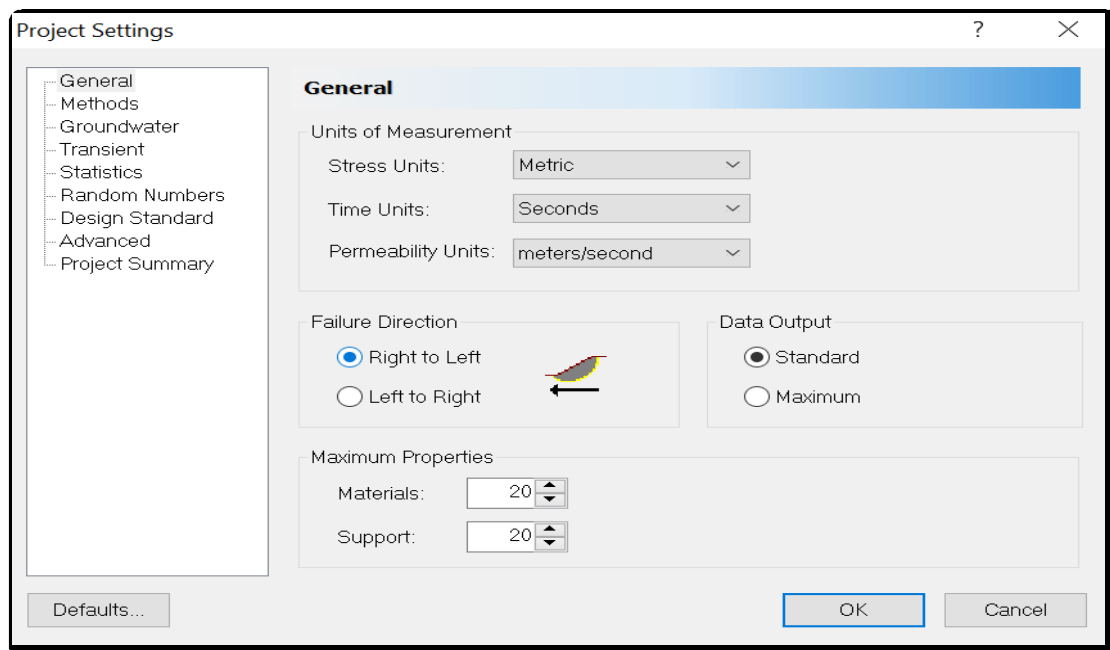 Project Settings
?
General
Methods
Groundwater
Transient
Statistics
Random Numbers
Design Standard
Advanced
Project Summary
General
Units of Measurement
Stress Units: Metric
Time Units: Seconds
Permeability Units: meters/second
Failure Direction
Right to Left
Left to Right
Data Output
Standard
Maximum
Maximum Properties
Materials: 20
Support: 20
Defaults... OK Cancel